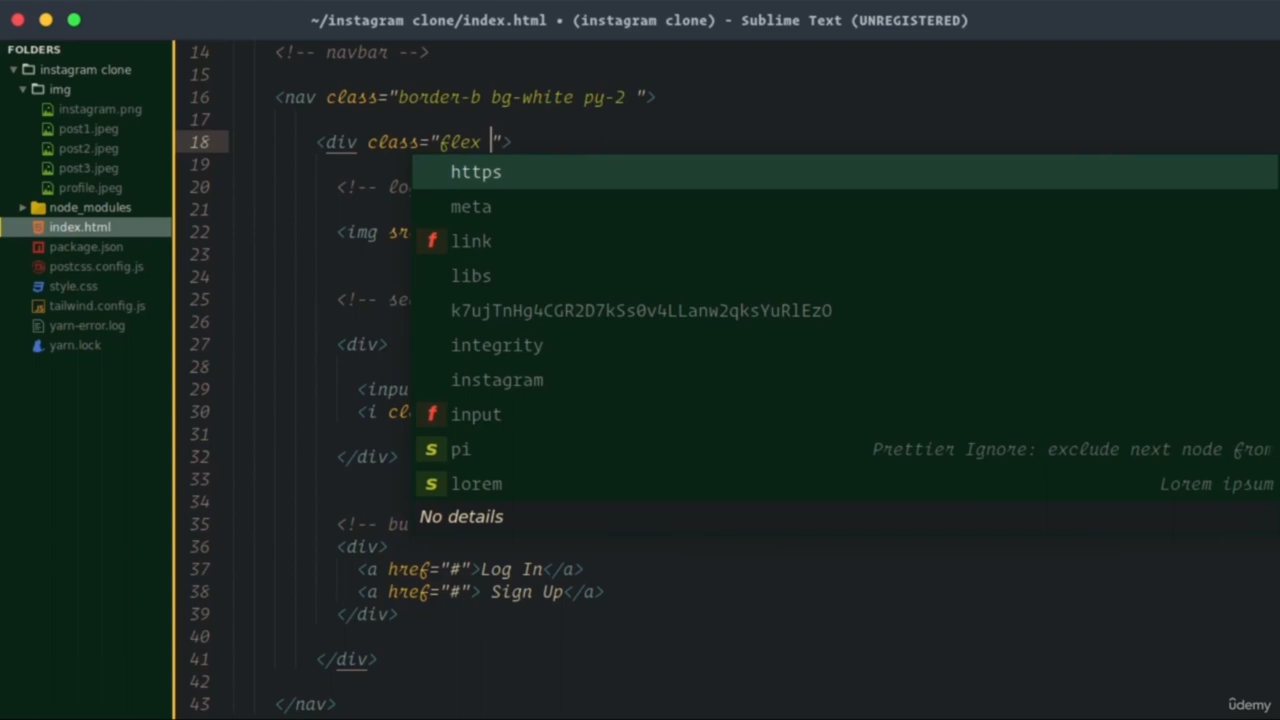 ~/instagram clone/index.html • (instagram clone) - Sublime Text (UNREGISTERED)
FOLDERS
instagram clone
img
instagram.png
post1.jpeg
post2.jpeg
post3.jpeg
profile.jpeg
node_modules
index.html
package.json
postcss.config.js
style.css
tailwind.config.js
yarn-error.log
yarn.lock
14 <!-- navbar -->
15
16 <nav class="border-b bg-white py-2 ">
17
18 <div class="flex ">
19
20 <!-- lo
21
22 <img sr
23
24
25 <!-- se
26
27 <div>
28
29 <inpu
30 <i cl
31
32 </div>
33
34
35 <!-- bu
36 <div>
37 <a href="#">Log In</a>
38 <a href="#"> Sign Up</a>
39 </div>
40
41 </div>
42
43 </nav>
https
meta
f link
libs
k7ujTnHg4CGR2D7kSs0v4LLanw2qksYuRlEzO
integrity
instagram
f input
s pi Prettier Ignore: exclude next node from
s lorem Lorem ipsum
No details
ûdemy